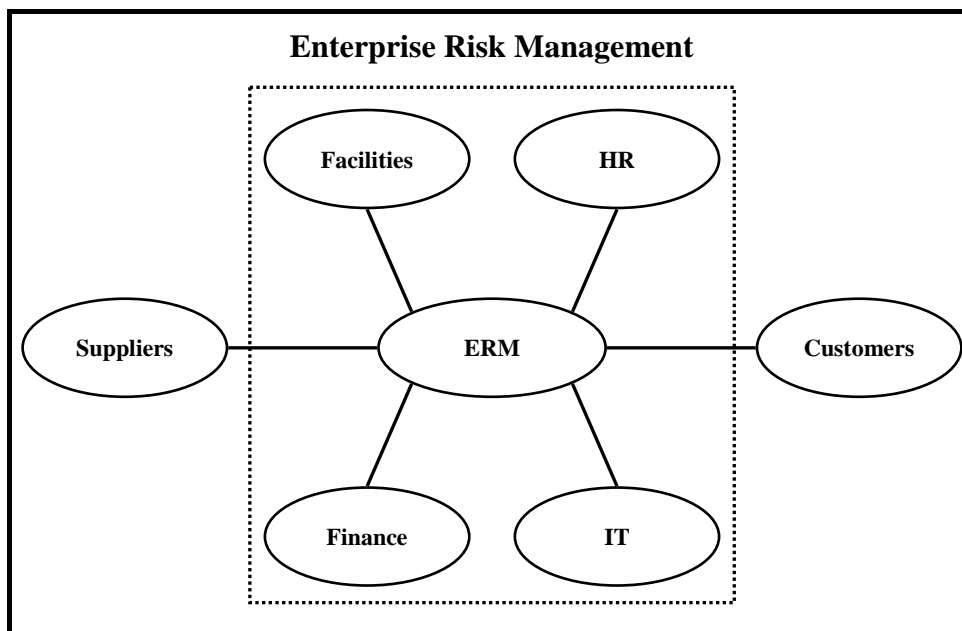 Enterprise Risk Management
Facilities
HR
Suppliers
ERM
Customers
Finance
IT